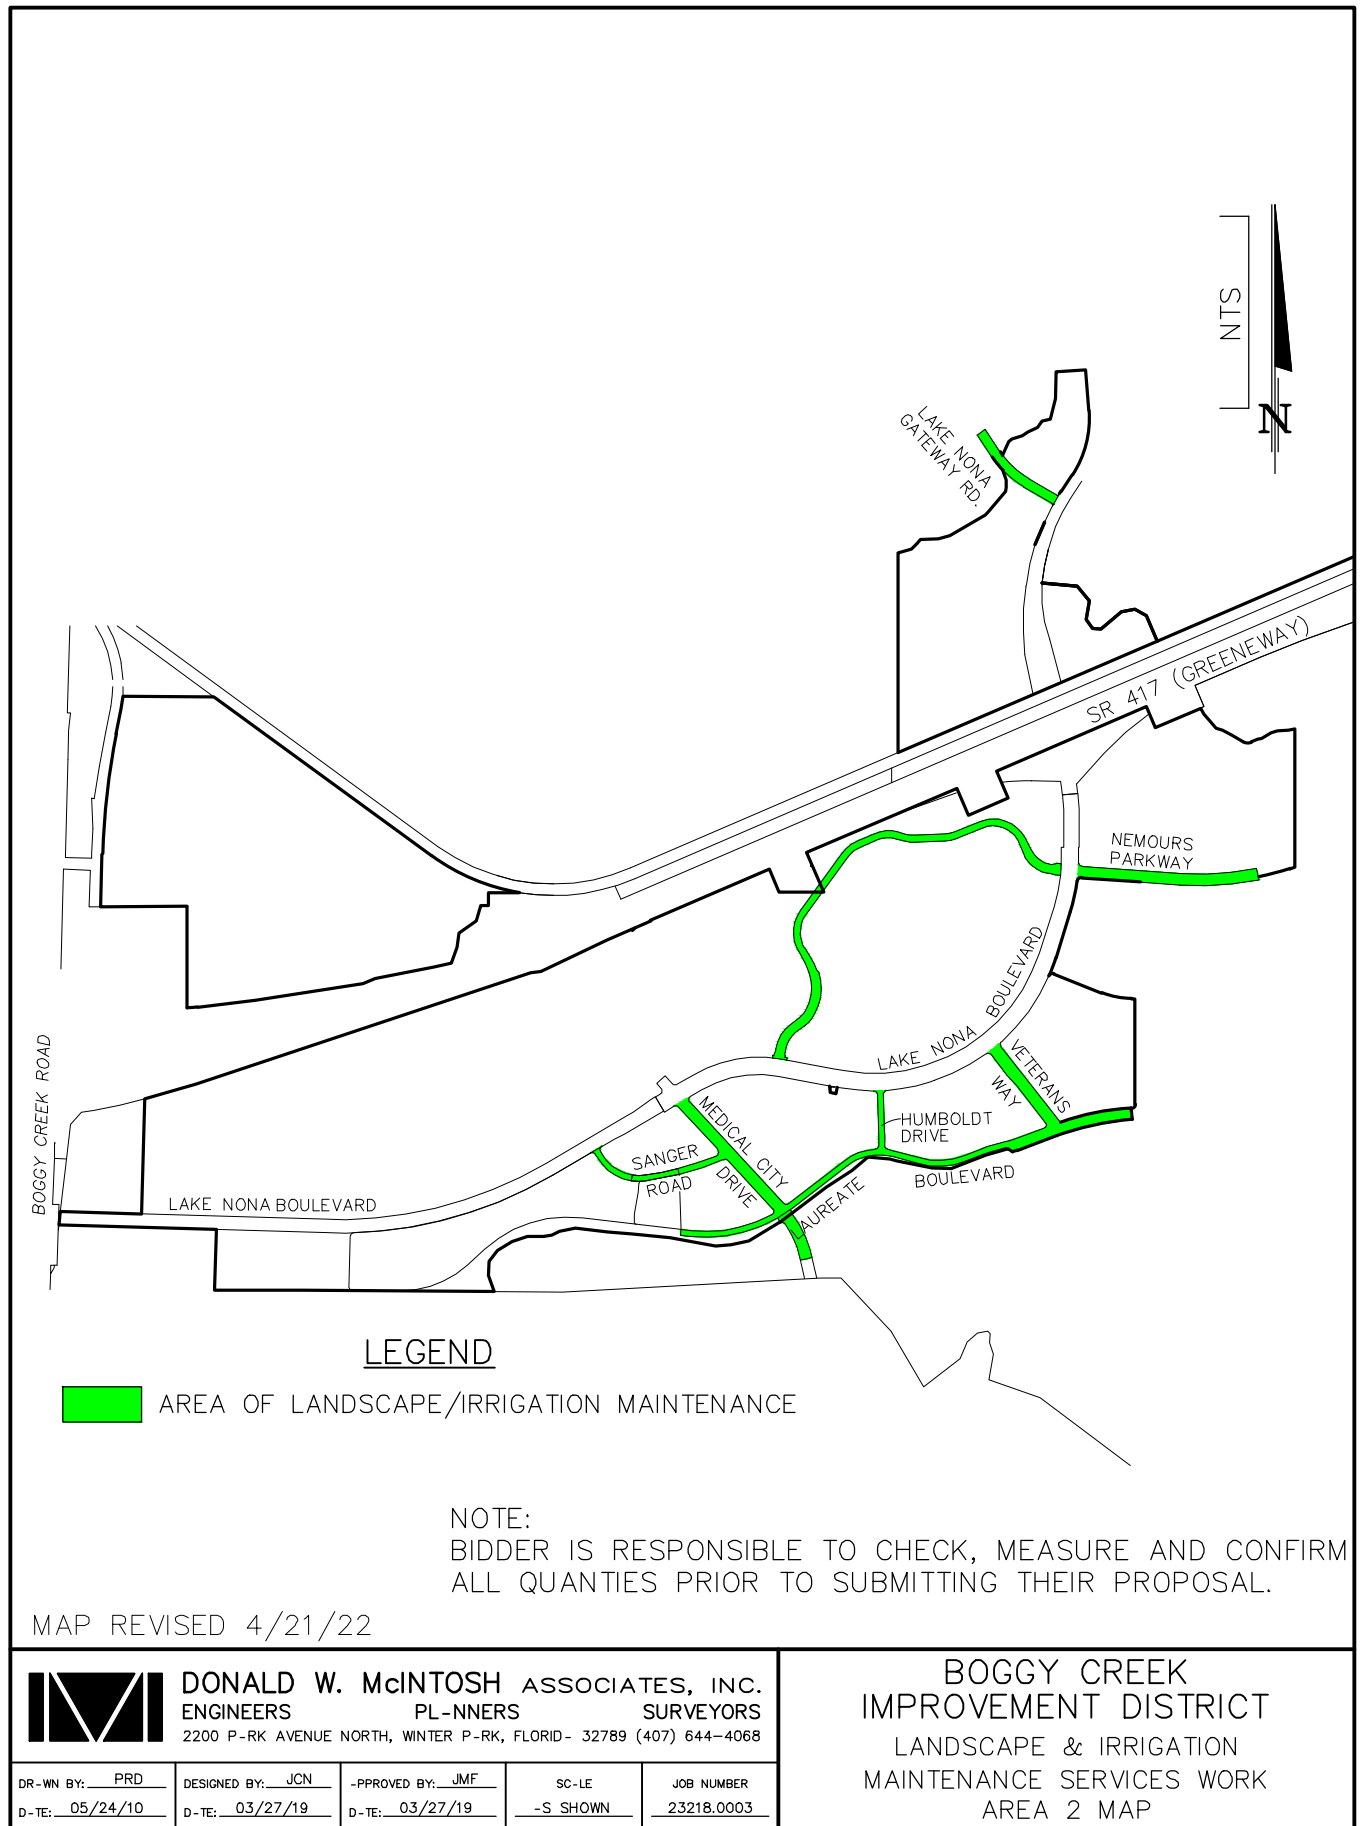 NTS
N
LAKE NONA
GATEWAY RD.
SR 417 (GREENEWAY)
NEMOURS
PARKWAY
LAKE NONA BOULEVARD
BOGGY CREEK ROAD
VETERANS
WAY
MEDICAL CITY
DRIVE
HUMBOLDT
DRIVE
SANGER
ROAD
AUREATE
BOULEVARD
LAKE NONA BOULEVARD
LEGEND
AREA OF LANDSCAPE/IRRIGATION MAINTENANCE
NOTE:
BIDDER IS RESPONSIBLE TO CHECK, MEASURE AND CONFIRM
ALL QUANTIES PRIOR TO SUBMITTING THEIR PROPOSAL.
MAP REVISED 4/21/22
DONALD W. McINTOSH ASSOCIATES, INC.
ENGINEERS PL-NNERS SURVEYORS
2200 P-RK AVENUE NORTH, WINTER P-RK, FLORID- 32789 (407) 644-4068
DR-WN BY: PRD
D-TE: 05/24/10
DESIGNED BY: JCN
D-TE: 03/27/19
-PPROVED BY: JMF
D-TE: 03/27/19
SC-LE
-S SHOWN
JOB NUMBER
23218.0003
BOGGY CREEK
IMPROVEMENT DISTRICT
LANDSCAPE & IRRIGATION
MAINTENANCE SERVICES WORK
AREA 2 MAP